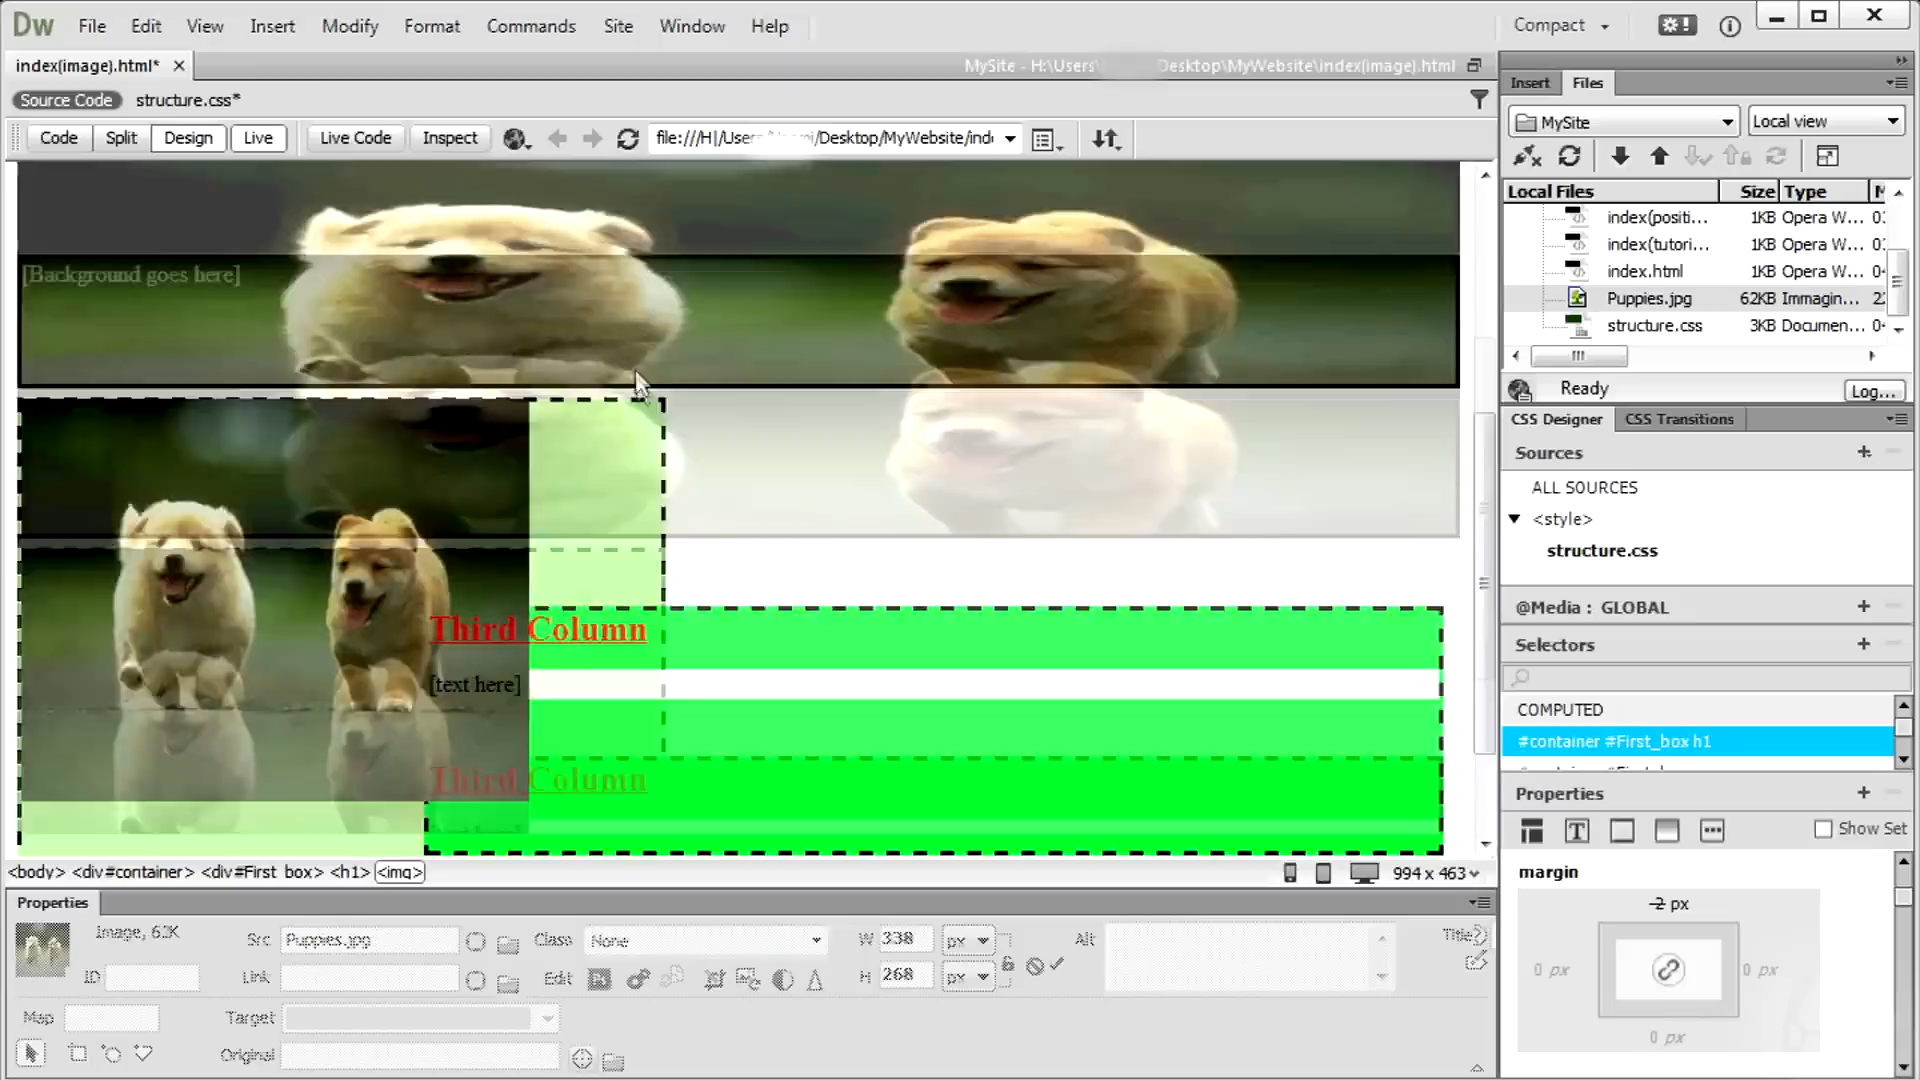 Dw File Edit View Insert Modify Format Commands Site Window Help Compact
index(image).html* MySite - H:\Users\ Desktop\MyWebsite\index(image).html
Source Code structure.css*
Code Split Design Live Live Code Inspect file:///H|/Users/ /Desktop/MyWebsite/ind
[Background goes here]
Third Column
[text here]
Third Column
<body> <div#container> <div#First_box> <h1> <img> 994 x 463
Properties
Image, 62K Src Puppies.jpg Class None W 338 px Alt Title
ID Link Edit H 268 px
Map Target
Original
Insert Files
MySite Local view
Local Files Size Type
index(positi... 1KB Opera W... 0
index(tutori... 1KB Opera W... 0
index.html 1KB Opera W... 0
Puppies.jpg 62KB Immagin... 2
structure.css 3KB Documen... 0
Ready Log...
CSS Designer CSS Transitions
Sources
ALL SOURCES
<style>
structure.css
@Media : GLOBAL
Selectors
COMPUTED
#container #First_box h1
Properties
Show Set
margin
-2 px
0 px 0 px
0 px